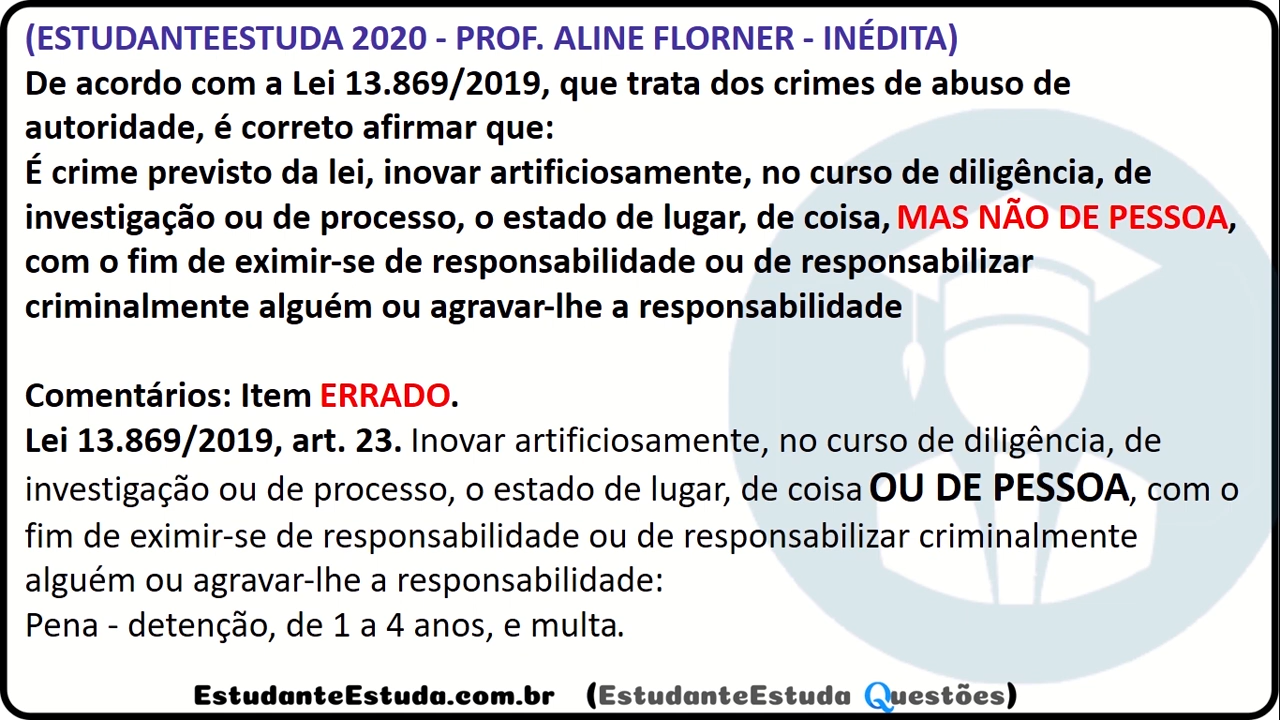 (ESTUDANTEESTUDA 2020 - PROF. ALINE FLORNER - INÉDITA)
De acordo com a Lei 13.869/2019, que trata dos crimes de abuso de
autoridade, é correto afirmar que:
É crime previsto da lei, inovar artificiosamente, no curso de diligência, de
investigação ou de processo, o estado de lugar, de coisa, MAS NÃO DE PESSOA,
com o fim de eximir-se de responsabilidade ou de responsabilizar
criminalmente alguém ou agravar-lhe a responsabilidade
Comentários: Item ERRADO.
Lei 13.869/2019, art. 23. Inovar artificiosamente, no curso de diligência, de
investigação ou de processo, o estado de lugar, de coisa OU DE PESSOA, com o
fim de eximir-se de responsabilidade ou de responsabilizar criminalmente
alguém ou agravar-lhe a responsabilidade:
Pena - detenção, de 1 a 4 anos, e multa.
EstudanteEstuda.com.br (EstudanteEstuda Questões)